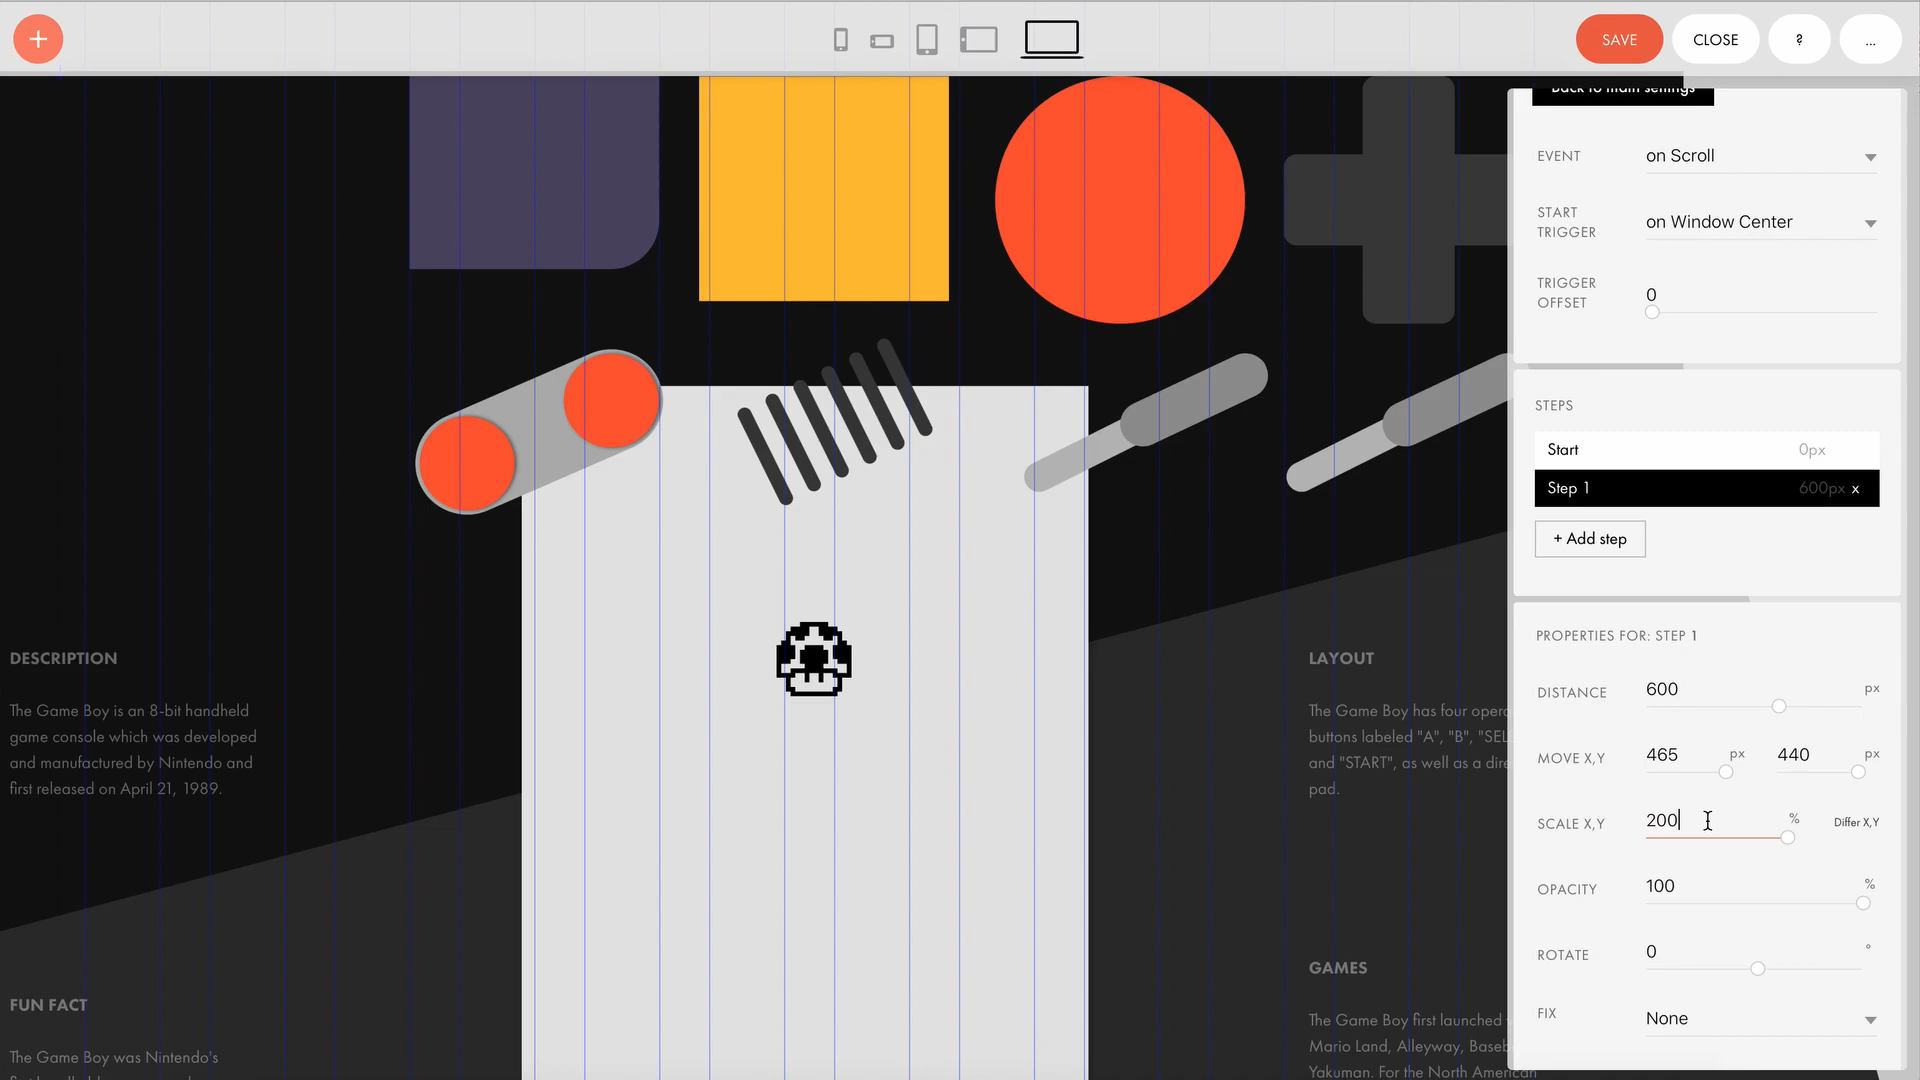 +
SAVE
CLOSE
?
...
Back to main settings
EVENT
on Scroll
START
TRIGGER
on Window Center
TRIGGER
OFFSET
0
STEPS
Start
0px
Step 1
600px x
+ Add step
PROPERTIES FOR: STEP 1
DISTANCE
600
px
MOVE X,Y
465
px
440
px
SCALE X,Y
200
%
Differ X,Y
OPACITY
100
%
ROTATE
0
°
FIX
None
DESCRIPTION
The Game Boy is an 8-bit handheld
game console which was developed
and manufactured by Nintendo and
first released on April 21, 1989.
FUN FACT
The Game Boy was Nintendo's
LAYOUT
The Game Boy has four opera
buttons labeled "A", "B", "SEL
and "START", as well as a dire
pad.
GAMES
The Game Boy first launched
Mario Land, Alleyway, Baseb
Yakuman. For the North American